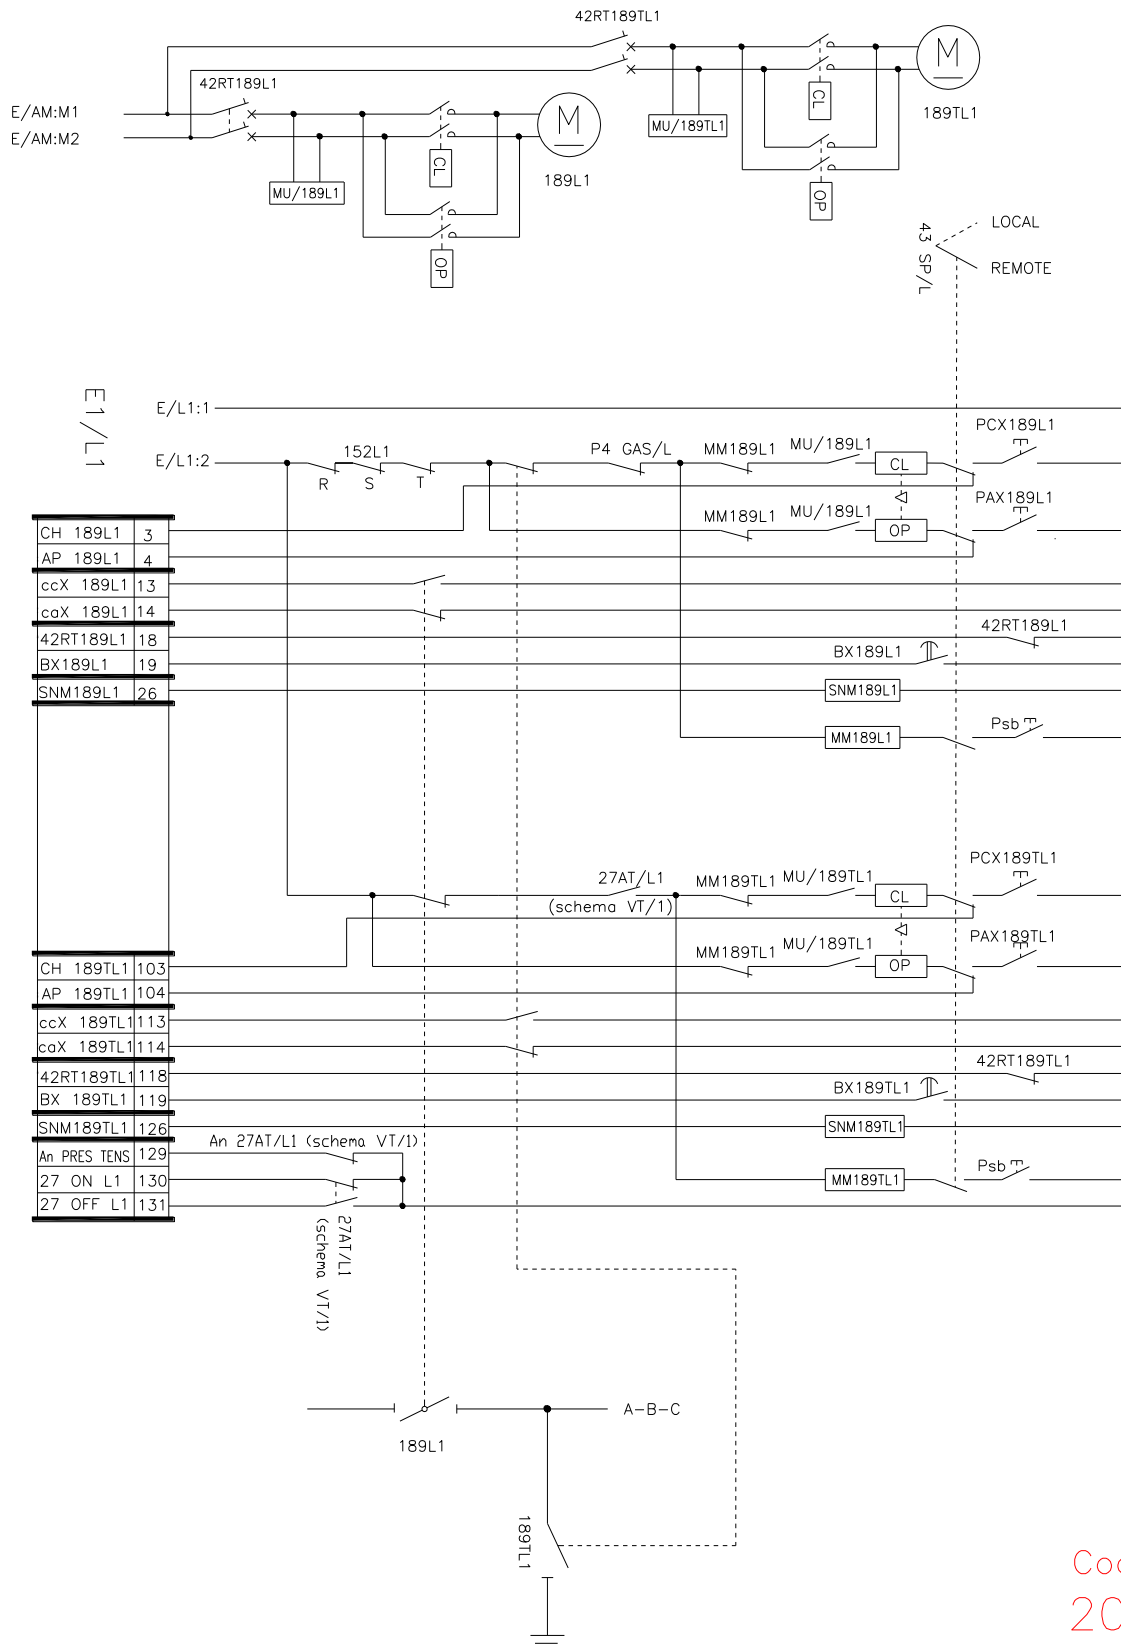 42RT189TL1
M
42RT189L1
E/AM:M1
CL
189TL1
M
MU/189TL1
E/AM:M2
CL
189L1
MU/189L1
OP
LOCAL
43 SP/L
OP
REMOTE
E1/L1
E/L1:1
PCX189L1
152L1
P4 GAS/L
MM189L1
MU/189L1
E/L1:2
CL
R
S
T
PAX189L1
MM189L1
MU/189L1
CH 189L1 3
OP
AP 189L1 4
ccX 189L1 13
caX 189L1 14
42RT189L1
42RT189L1 18
BX189L1
BX189L1 19
SNM189L1 26
SNM189L1
Psb
MM189L1
PCX189TL1
27AT/L1
MM189TL1
MU/189TL1
CL
(schema VT/1)
PAX189TL1
MM189TL1
MU/189TL1
CH 189TL1 103
OP
AP 189TL1 104
ccX 189TL1 113
caX 189TL1 114
42RT189TL1
42RT189TL1 118
BX189TL1
BX 189TL1 119
SNM189TL1 126
SNM189TL1
An 27AT/L1 (schema VT/1)
An PRES TENS 129
Psb
27 ON L1 130
MM189TL1
27 OFF L1 131
27AT/L1
(schema VT/1)
A-B-C
189L1
189TL1
Co
20